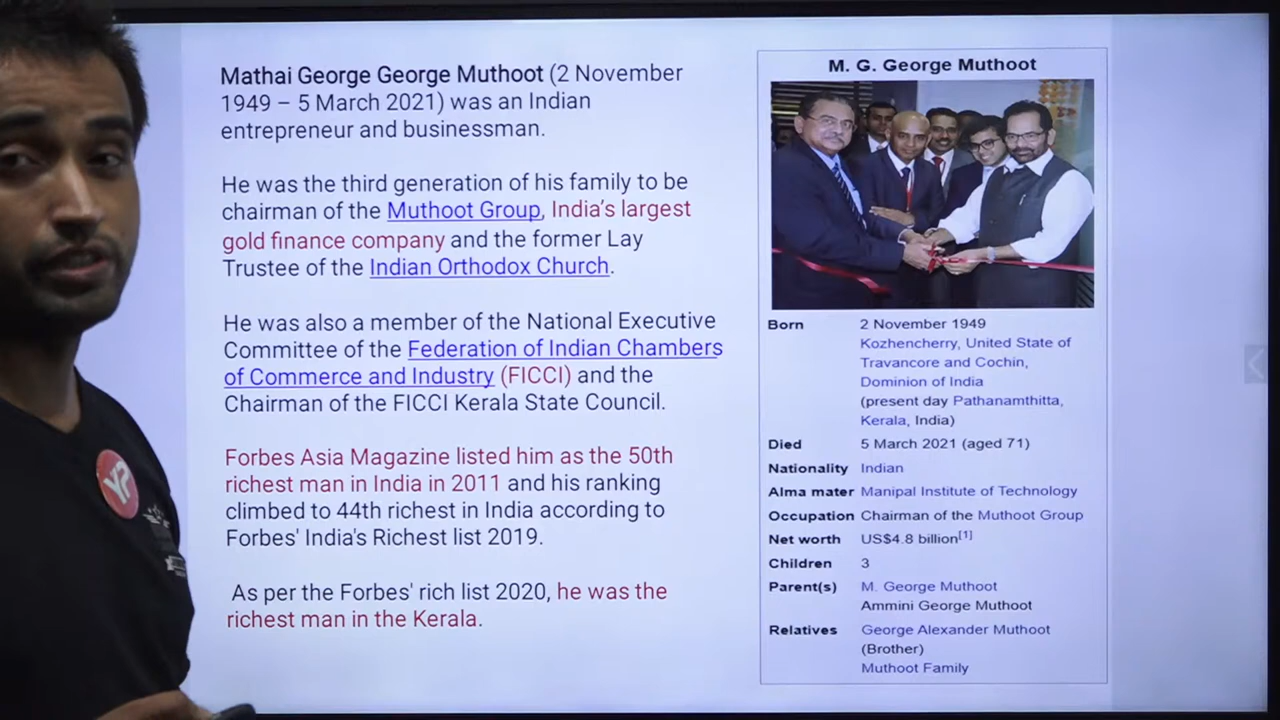 Mathai George George Muthoot (2 November
1949 – 5 March 2021) was an Indian
entrepreneur and businessman.
He was the third generation of his family to be
chairman of the Muthoot Group, India's largest
gold finance company and the former Lay
Trustee of the Indian Orthodox Church.
He was also a member of the National Executive
Committee of the Federation of Indian Chambers
of Commerce and Industry (FICCI) and the
Chairman of the FICCI Kerala State Council.
Forbes Asia Magazine listed him as the 50th
richest man in India in 2011 and his ranking
climbed to 44th richest in India according to
Forbes' India's Richest list 2019.
As per the Forbes' rich list 2020, he was the
richest man in the Kerala.
M. G. George Muthoot
Born 2 November 1949
Kozhencherry, United State of
Travancore and Cochin,
Dominion of India
(present day Pathanamthitta,
Kerala, India)
Died 5 March 2021 (aged 71)
Nationality Indian
Alma mater Manipal Institute of Technology
Occupation Chairman of the Muthoot Group
Net worth US$4.8 billion[1]
Children 3
Parent(s) M. George Muthoot
Ammini George Muthoot
Relatives George Alexander Muthoot
(Brother)
Muthoot Family
YP